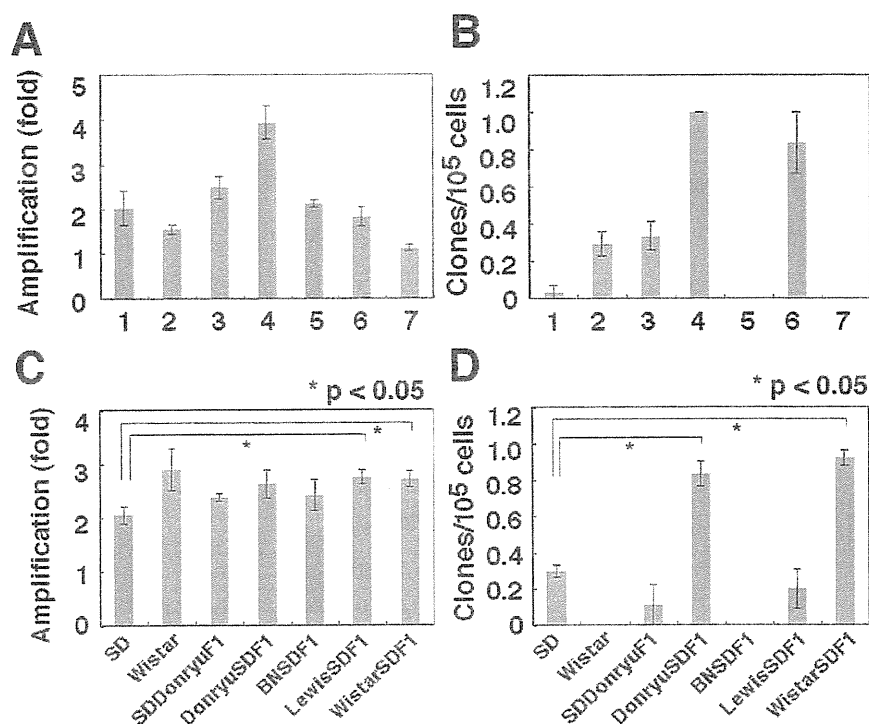 A
B
Amplification (fold)
5
4
3
2
1
0
1 2 3 4 5 6 7
Clones/10⁵ cells
1.2
1.0
0.8
0.6
0.4
0.2
0
1 2 3 4 5 6 7
C
D
* p < 0.05
Amplification (fold)
4
3
2
1
0
*
*
SD
Wistar
SDDonryuF1
DonryuSDF1
BNSDF1
LewisSDF1
WistarSDF1
* p < 0.05
Clones/10⁵ cells
1.2
1.0
0.8
0.6
0.4
0.2
0
*
*
SD
Wistar
SDDonryuF1
DonryuSDF1
BNSDF1
LewisSDF1
WistarSDF1